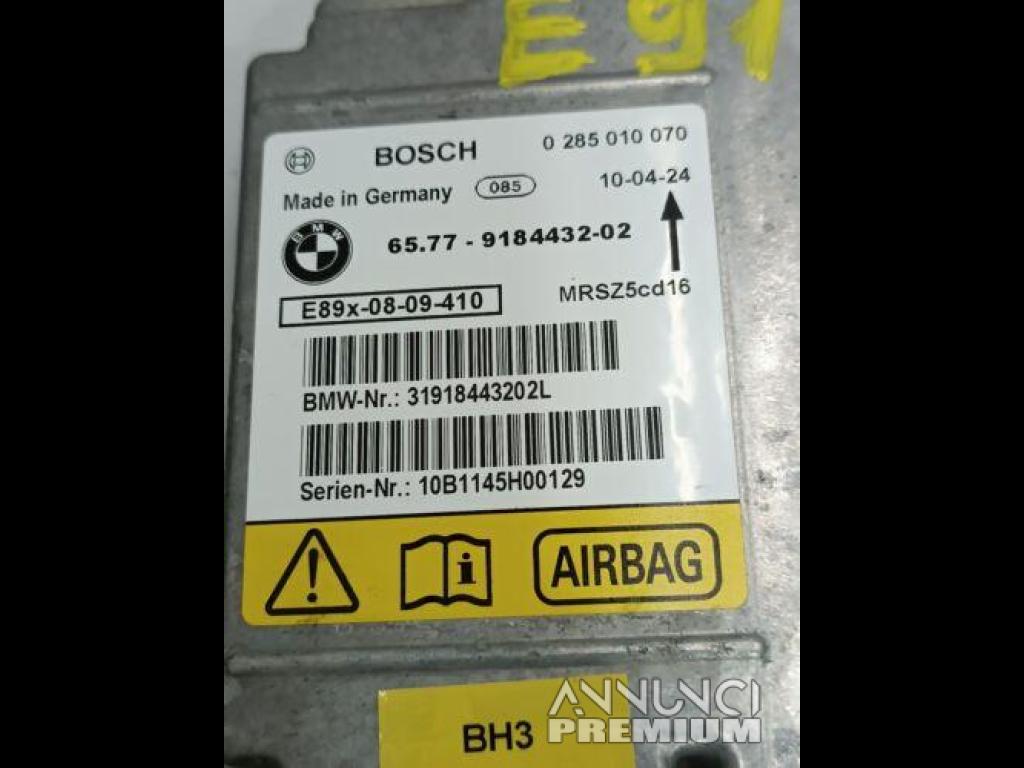 E91
BOSCH 0 285 010 070
Made in Germany 085 10-04-24
BMW 65.77 - 9184432-02
E89x-08-09-410 MRSZ5cd16
BMW-Nr.: 31918443202L
Serien-Nr.: 10B1145H00129
! i AIRBAG
BH3
ANNUNCI
PREMIUM